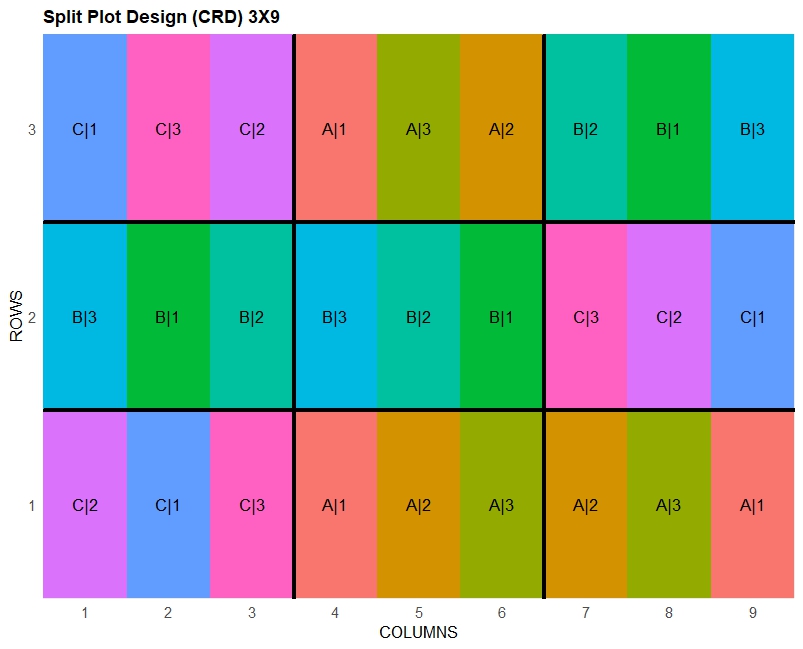 Split Plot Design (CRD) 3X9
3 C|1 C|3 C|2 A|1 A|3 A|2 B|2 B|1 B|3
ROWS
2 B|3 B|1 B|2 B|3 B|2 B|1 C|3 C|2 C|1
1 C|2 C|1 C|3 A|1 A|2 A|3 A|2 A|3 A|1
1 2 3 4 5 6 7 8 9
COLUMNS